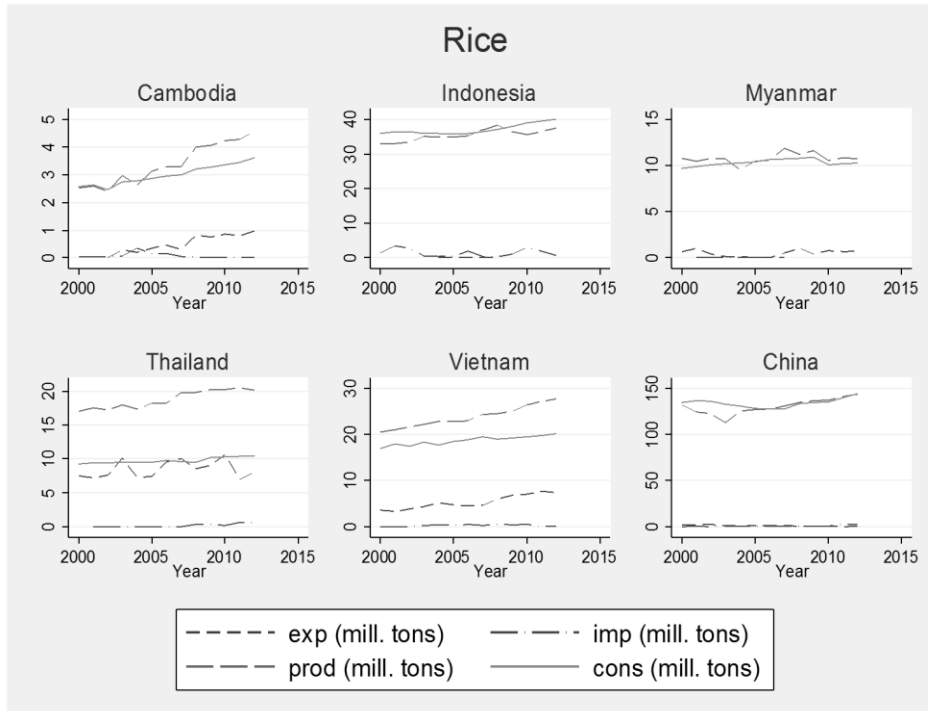 Rice
Cambodia Indonesia Myanmar
5 40 15
4 30 10
3 20 5
2 10 0
1 0
0
2000 2005 2010 2015 2000 2005 2010 2015 2000 2005 2010 2015
Year Year Year
Thailand Vietnam China
20 30 150
15 20 100
10 10 50
5 0 0
0
2000 2005 2010 2015 2000 2005 2010 2015 2000 2005 2010 2015
Year Year Year
exp (mill. tons) imp (mill. tons)
prod (mill. tons) cons (mill. tons)